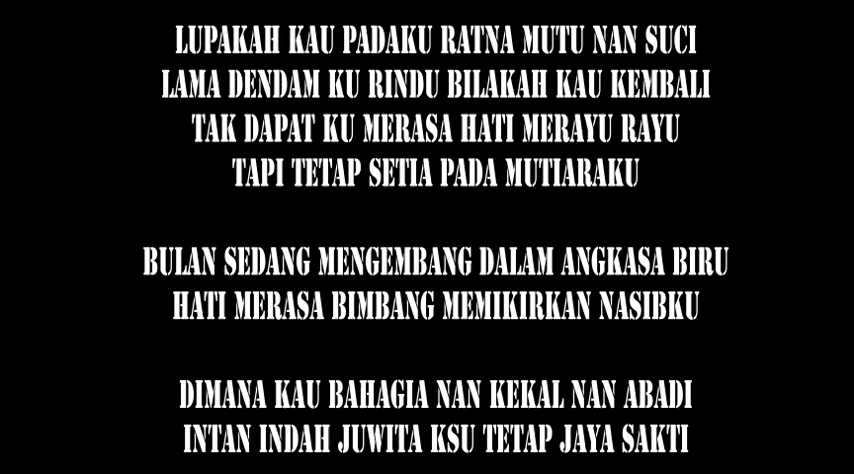 LUPAKAH KAU PADAKU RATNA MUTU NAN SUCI
LAMA DENDAM KU RINDU BILAKAH KAU KEMBALI
TAK DAPAT KU MERASA HATI MERAYU RAYU
TAPI TETAP SETIA PADA MUTIARAKU
BULAN SEDANG MENGEMBANG DALAM ANGKASA BIRU
HATI MERASA BIMBANG MEMIKIRKAN NASIBKU
DIMANA KAU BAHAGIA NAN KEKAL NAN ABADI
INTAN INDAH JUWITA KSU TETAP JAYA SAKTI